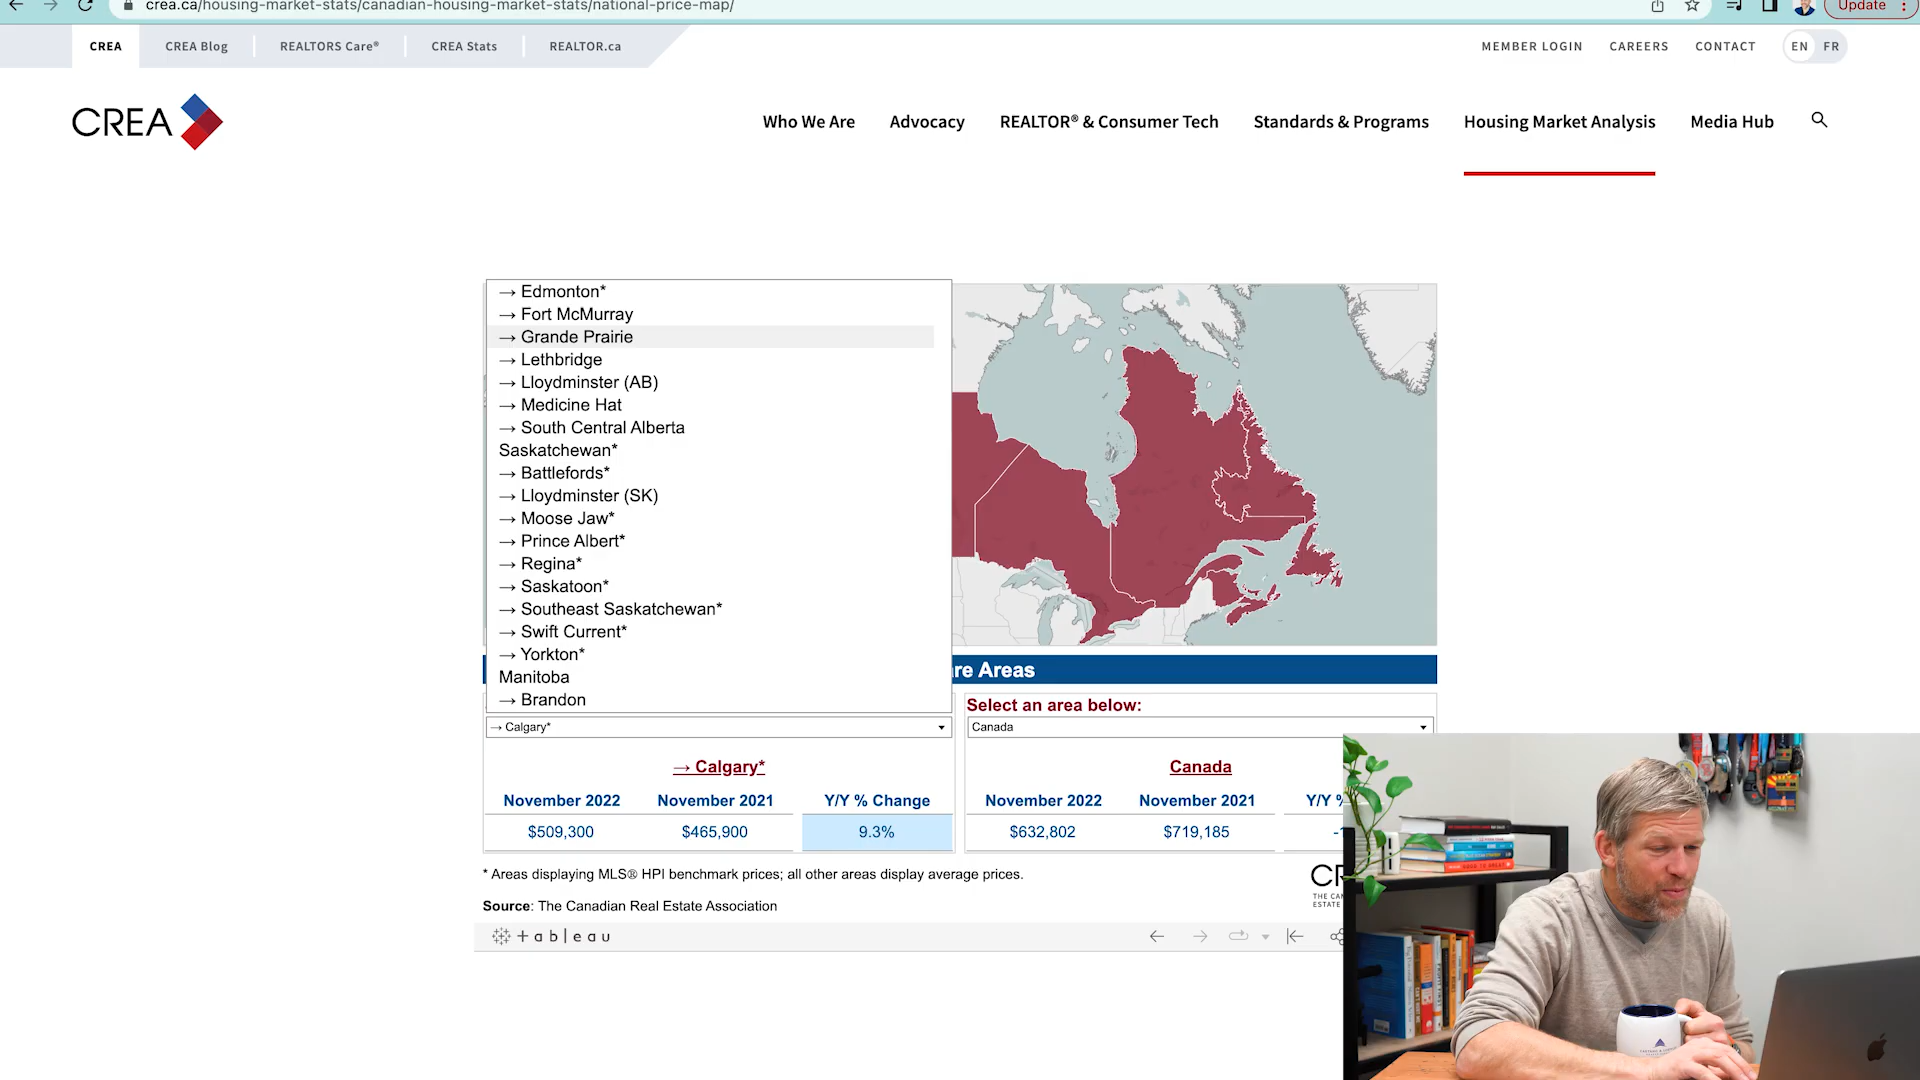 crea.ca/housing-market-stats/canadian-housing-market-stats/national-price-map/
Update
CREA
CREA Blog
REALTORS Care®
CREA Stats
REALTOR.ca
MEMBER LOGIN
CAREERS
CONTACT
EN
FR
CREA
Who We Are
Advocacy
REALTOR® & Consumer Tech
Standards & Programs
Housing Market Analysis
Media Hub
→ Edmonton*
→ Fort McMurray
→ Grande Prairie
→ Lethbridge
→ Lloydminster (AB)
→ Medicine Hat
→ South Central Alberta
Saskatchewan*
→ Battlefords*
→ Lloydminster (SK)
→ Moose Jaw*
→ Prince Albert*
→ Regina*
→ Saskatoon*
→ Southeast Saskatchewan*
→ Swift Current*
→ Yorkton*
Manitoba
→ Brandon
re Areas
→ Calgary*
→ Calgary*
November 2022 November 2021 Y/Y % Change
$509,300 $465,900 9.3%
Select an area below:
Canada
Canada
November 2022 November 2021 Y/Y %
$632,802 $719,185 -1
* Areas displaying MLS® HPI benchmark prices; all other areas display average prices.
Source: The Canadian Real Estate Association
CR
THE CAN
ESTATE
+ a b | e a u